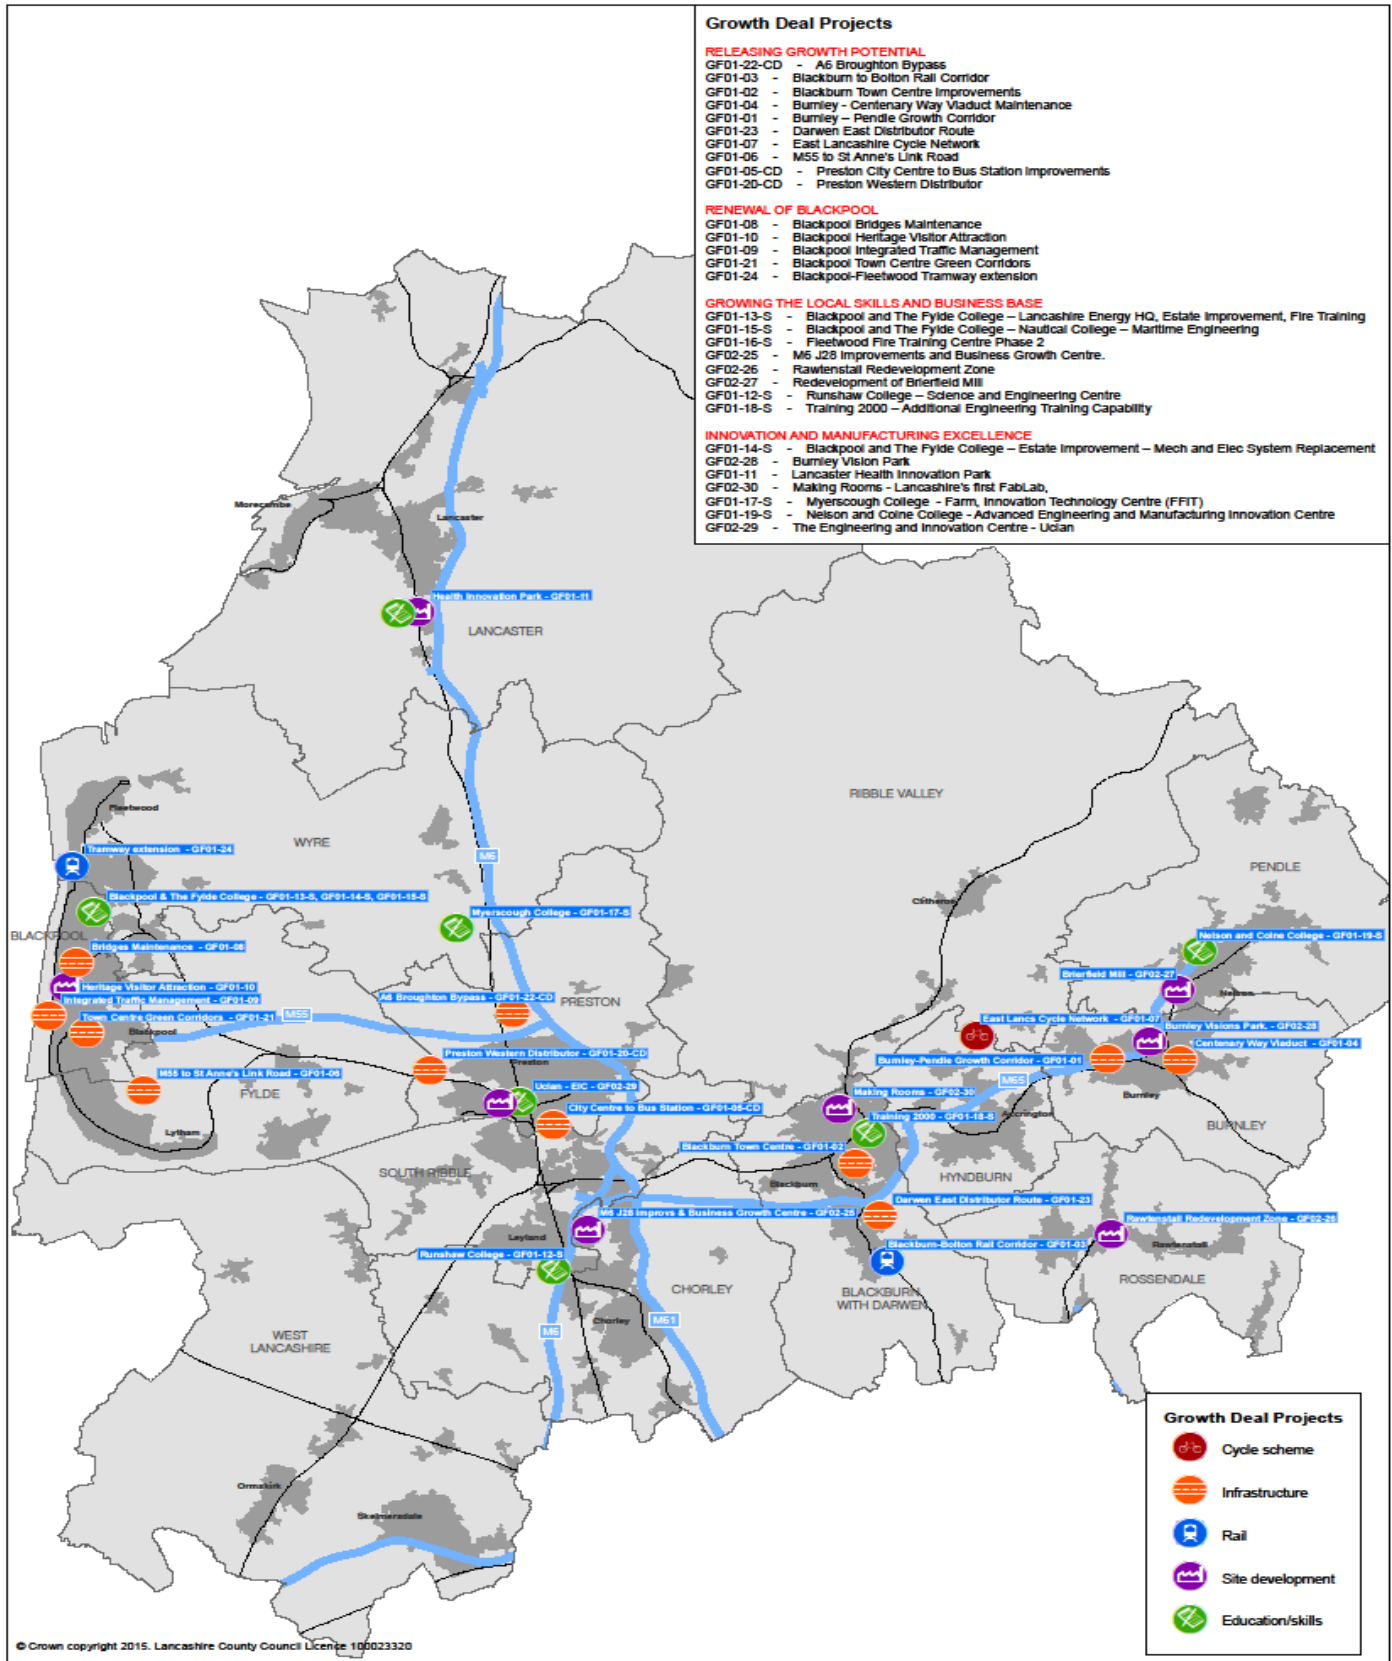 Growth Deal Projects
RELEASING GROWTH POTENTIAL
GF01-22-CD - A6 Broughton Bypass
GF01-03 - Blackburn to Bolton Rail Corridor
GF01-02 - Blackburn Town Centre Improvements
GF01-04 - Burnley - Centenary Way Viaduct Maintenance
GF01-01 - Burnley – Pendle Growth Corridor
GF01-23 - Darwen East Distributor Route
GF01-07 - East Lancashire Cycle Network
GF01-06 - M55 to St Anne's Link Road
GF01-05-CD - Preston City Centre to Bus Station Improvements
GF01-20-CD - Preston Western Distributor
RENEWAL OF BLACKPOOL
GF01-08 - Blackpool Bridges Maintenance
GF01-10 - Blackpool Heritage Visitor Attraction
GF01-09 - Blackpool Integrated Traffic Management
GF01-21 - Blackpool Town Centre Green Corridors
GF01-24 - Blackpool-Fleetwood Tramway extension
GROWING THE LOCAL SKILLS AND BUSINESS BASE
GF01-13-S - Blackpool and The Fylde College – Lancashire Energy HQ, Estate Improvement, Fire Training
GF01-15-S - Blackpool and The Fylde College – Nautical College – Maritime Engineering
GF01-16-S - Fleetwood Fire Training Centre Phase 2
GF02-25 - M6 J28 Improvements and Business Growth Centre.
GF02-26 - Rawtenstall Redevelopment Zone
GF02-27 - Redevelopment of Brierfield Mill
GF01-12-S - Runshaw College – Science and Engineering Centre
GF01-18-S - Training 2000 – Additional Engineering Training Capability
INNOVATION AND MANUFACTURING EXCELLENCE
GF01-14-S - Blackpool and The Fylde College – Estate Improvement – Mech and Elec System Replacement
GF02-28 - Burnley Vision Park
GF01-11 - Lancaster Health Innovation Park
GF02-30 - Making Rooms - Lancashire's first FabLab,
GF01-17-S - Myerscough College - Farm, Innovation Technology Centre (FFIT)
GF01-19-S - Nelson and Colne College - Advanced Engineering and Manufacturing Innovation Centre
GF02-29 - The Engineering and Innovation Centre - Uclan
Morecambe
Lancaster
Health Innovation Park - GF01-11
LANCASTER
RIBBLE VALLEY
Fleetwood
WYRE
Tramway extension - GF01-24
M6
PENDLE
Blackpool & The Fylde College - GF01-13-S, GF01-14-S, GF01-15-S
Clitheroe
Myerscough College - GF01-17-S
BLACKPOOL
Nelson and Colne College - GF01-19-S
Bridges Maintenance - GF01-08
Brierfield Mill - GF02-27
Heritage Visitor Attraction - GF01-10
Nelson
Integrated Traffic Management - GF01-09
A6 Broughton Bypass - GF01-22-CD
PRESTON
Town Centre Green Corridors - GF01-21
M55
East Lancs Cycle Network - GF01-07
Burnley Visions Park. - GF02-28
Blackpool
Centenary Way Viaduct - GF01-04
Preston Western Distributor - GF01-20-CD
Preston
Burnley-Pendle Growth Corridor - GF01-01
M55 to St Anne's Link Road - GF01-06
M65
FYLDE
Uclan - EIC - GF02-29
Making Rooms - GF02-30
Burnley
City Centre to Bus Station - GF01-05-CD
Training 2000 - GF01-18-S
Accrington
BURNLEY
Lytham
Blackburn Town Centre - GF01-02
SOUTH RIBBLE
HYNDBURN
Blackburn
Darwen East Distributor Route - GF01-23
M6 J28 Improvs & Business Growth Centre - GF02-25
Rawtenstall Redevelopment Zone - GF02-26
Leyland
Blackburn-Bolton Rail Corridor - GF01-03
Rawtenstall
Runshaw College - GF01-12-S
ROSSENDALE
CHORLEY
BLACKBURN
WITH DARWEN
Chorley
M61
M6
WEST
LANCASHIRE
Ormskirk
Skelmersdale
Growth Deal Projects
Cycle scheme
Infrastructure
Rail
Site development
Education/skills
© Crown copyright 2015. Lancashire County Council Licence 100023320